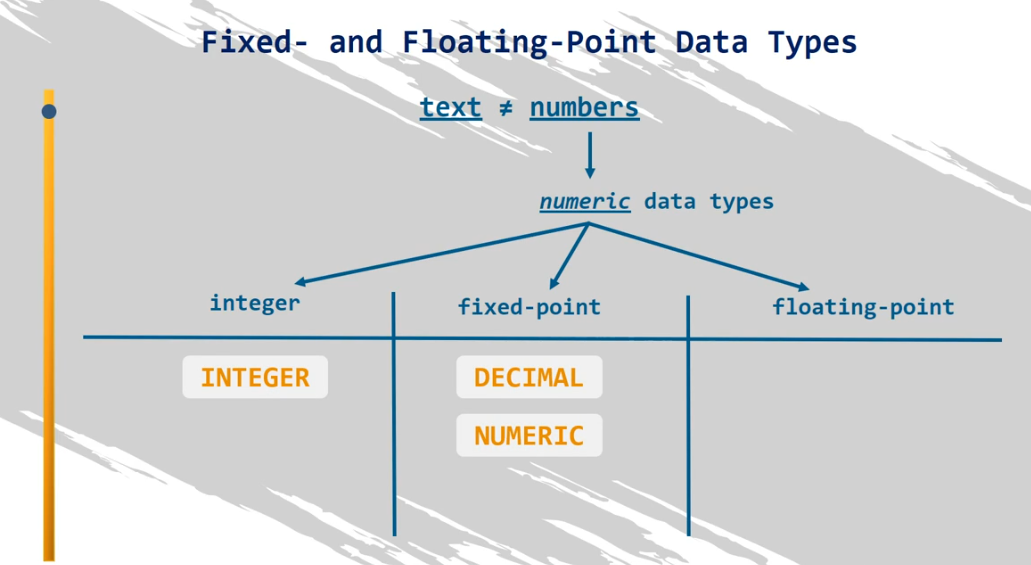 Fixed- and Floating-Point Data Types
text ≠ numbers
numeric data types
integer fixed-point floating-point
INTEGER DECIMAL
NUMERIC